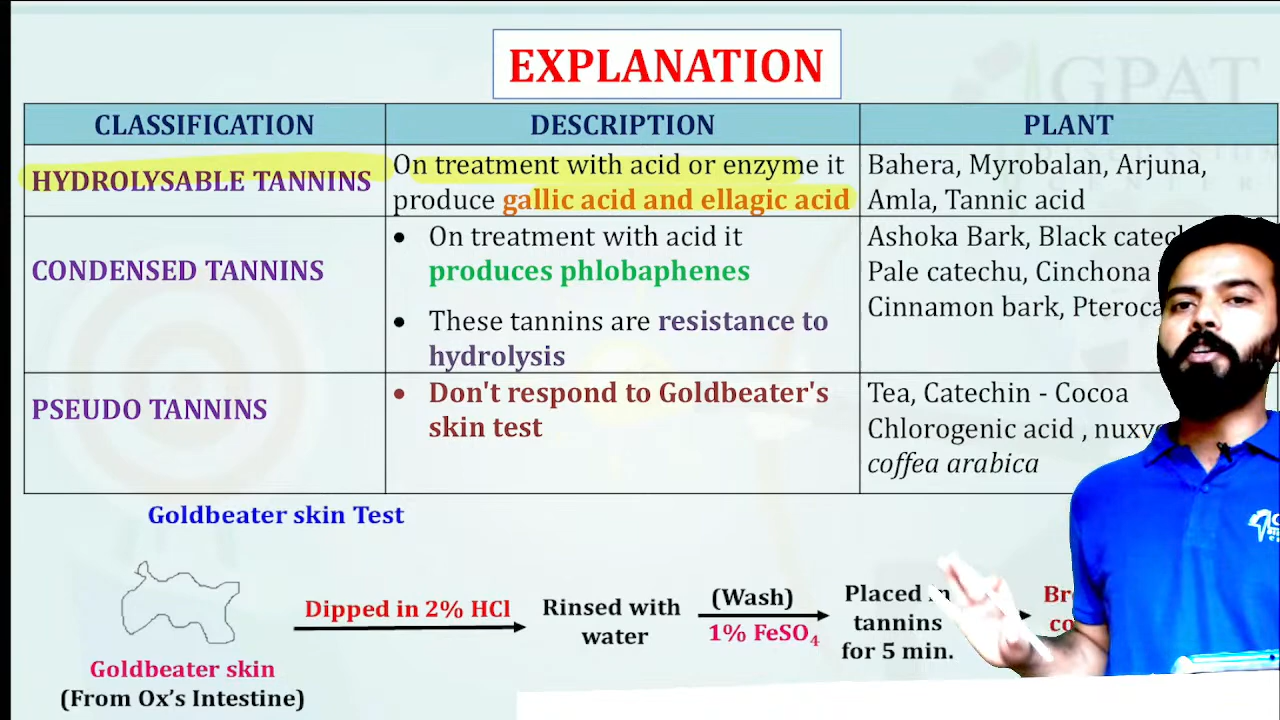 EXPLANATION
GPAT
CLASSIFICATION DESCRIPTION PLANT
HYDROLYSABLE TANNINS
On treatment with acid or enzyme it
produce gallic acid and ellagic acid
Bahera, Myrobalan, Arjuna,
Amla, Tannic acid
CONDENSED TANNINS
• On treatment with acid it
produces phlobaphenes
• These tannins are resistance to
hydrolysis
Ashoka Bark, Black
Pale catechu, Cinchona
Cinnamon bark,
PSEUDO TANNINS
• Don't respond to Goldbeater's
skin test
Tea, Catechin - Cocoa
Chlorogenic acid ,
coffea arabica
Goldbeater skin Test
Goldbeater skin
(From Ox's Intestine)
Dipped in 2% HCl
Rinsed with
water
(Wash)
1% FeSO₄
Placed
tannins
for 5 min.